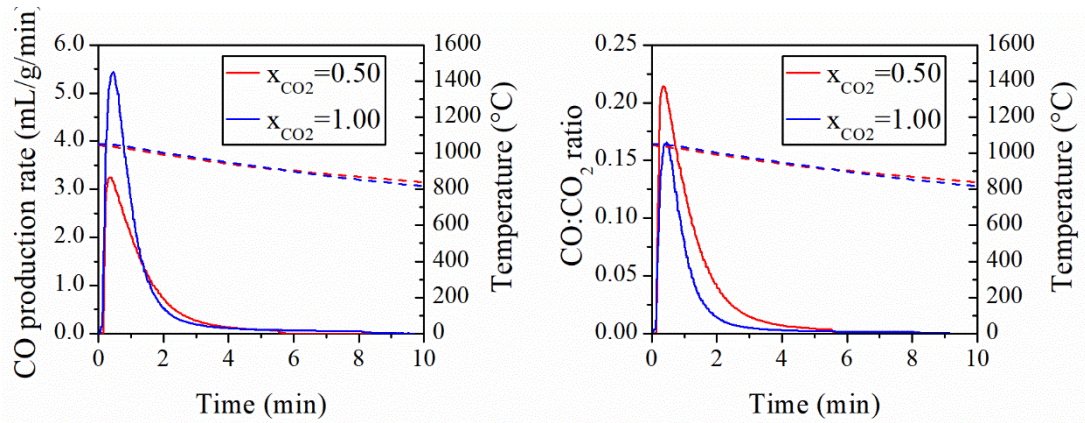 CO production rate (mL/g/min)
6.0
5.0
4.0
3.0
2.0
1.0
0.0
x_CO2=0.50
x_CO2=1.00
1600
1400
1200
1000
800
600
400
200
0
Temperature (°C)
0 2 4 6 8 10
Time (min)
CO:CO₂ ratio
0.25
0.20
0.15
0.10
0.05
0.00
x_CO2=0.50
x_CO2=1.00
1600
1400
1200
1000
800
600
400
200
0
Temperature (°C)
0 2 4 6 8 10
Time (min)